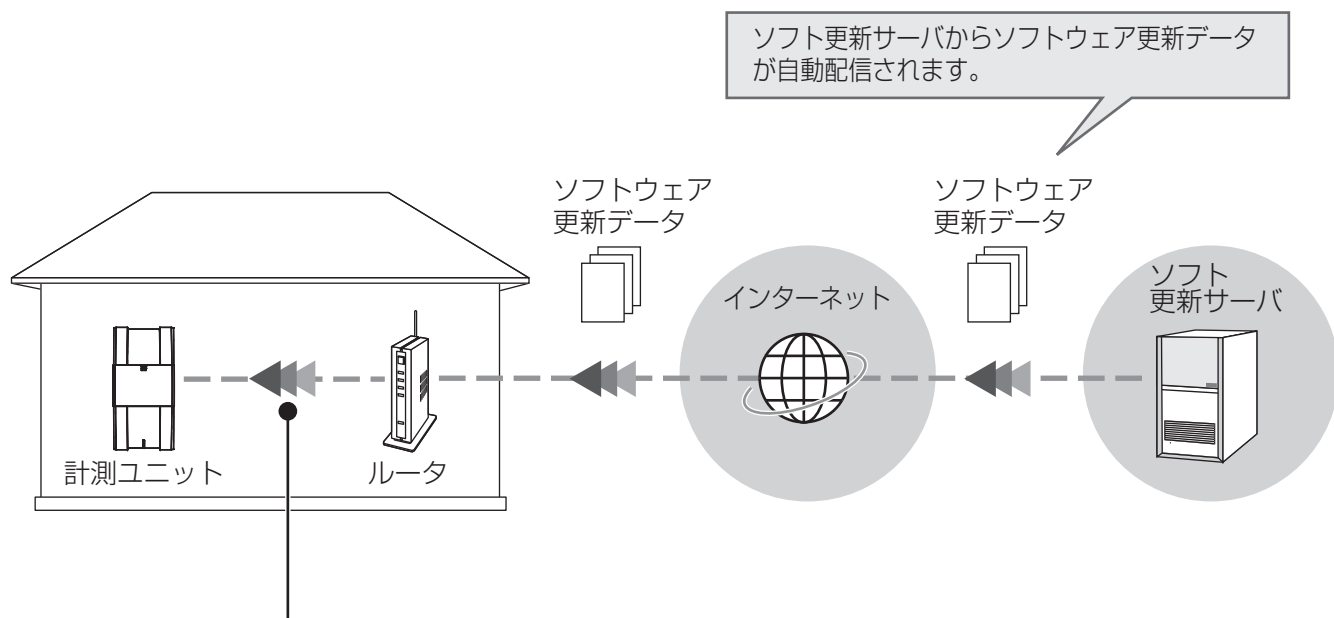 ソフト更新サーバからソフトウェア更新データ
が自動配信されます。
ソフトウェア
更新データ
ソフトウェア
更新データ
インターネット
ソフト
更新サーバ
計測ユニット
ルータ